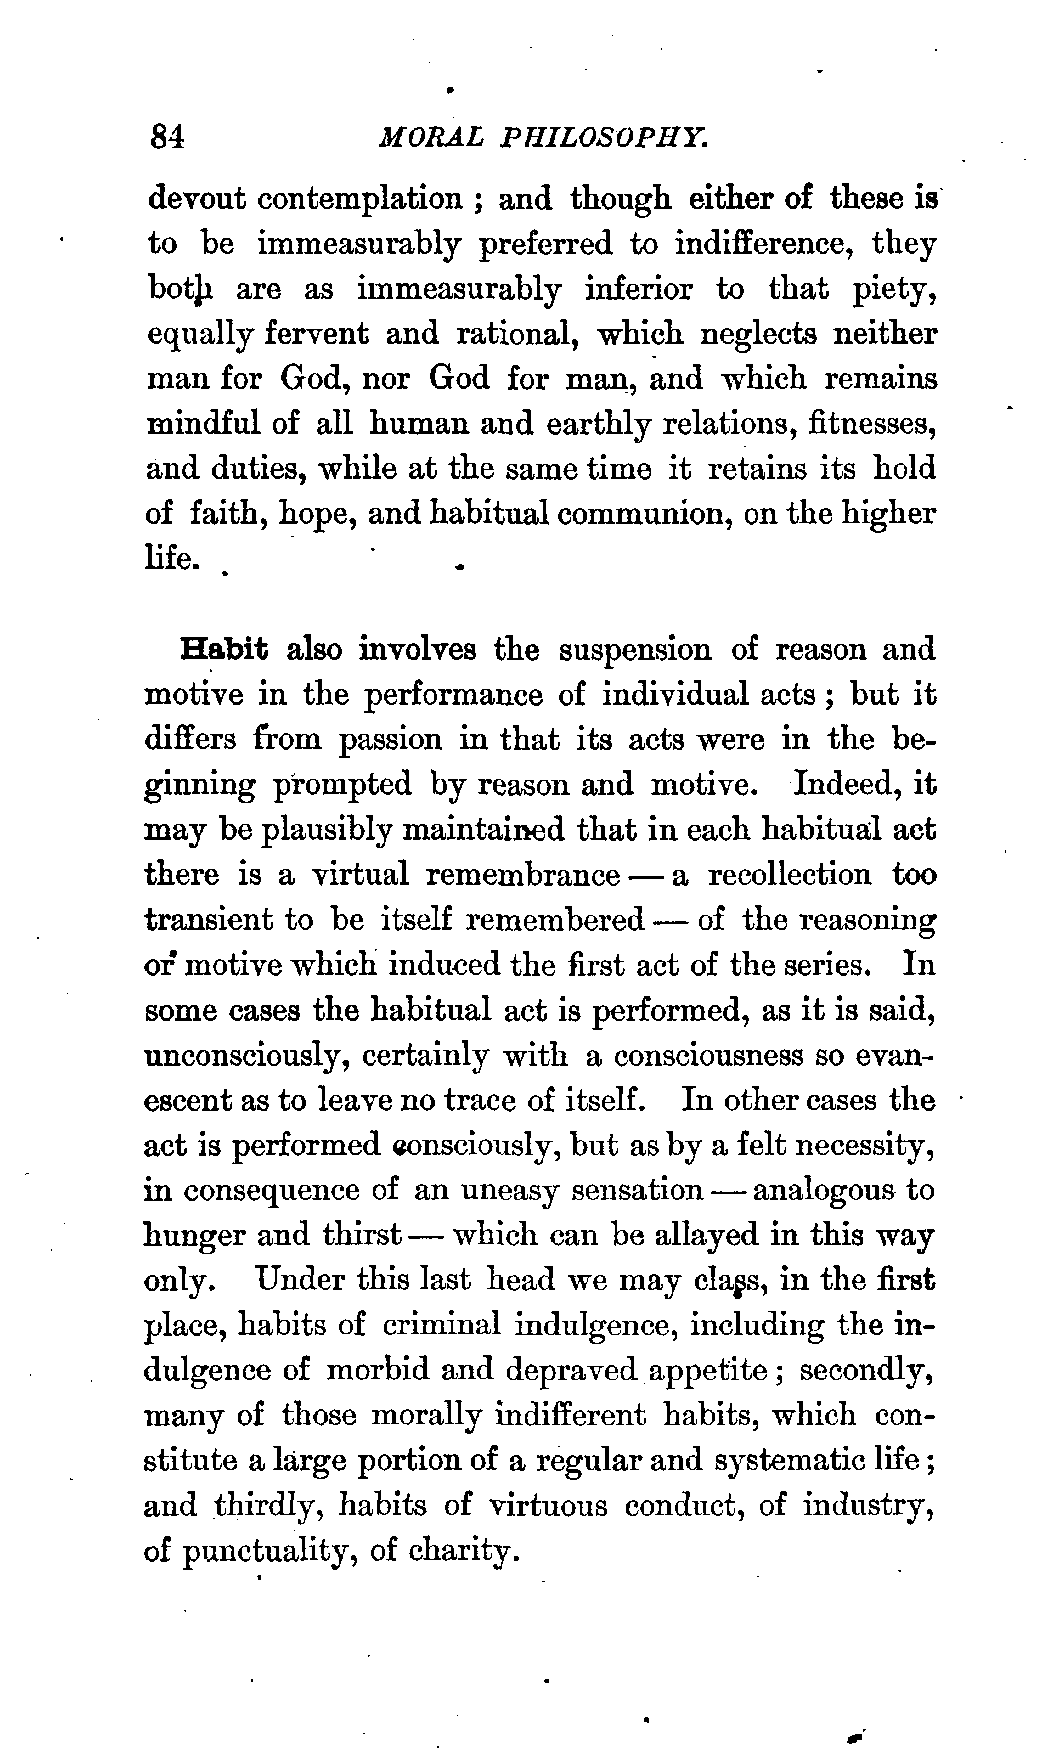 84 MORAL PHILOSOPHY.
devout contemplation ; and though either of these is
to be immeasurably preferred to indifference, they
both are as immeasurably inferior to that piety,
equally fervent and rational, which neglects neither
man for God, nor God for man, and which remains
mindful of all human and earthly relations, fitnesses,
and duties, while at the same time it retains its hold
of faith, hope, and habitual communion, on the higher
life.
Habit also involves the suspension of reason and
motive in the performance of individual acts ; but it
differs from passion in that its acts were in the be-
ginning prompted by reason and motive. Indeed, it
may be plausibly maintained that in each habitual act
there is a virtual remembrance — a recollection too
transient to be itself remembered — of the reasoning
or motive which induced the first act of the series. In
some cases the habitual act is performed, as it is said,
unconsciously, certainly with a consciousness so evan-
escent as to leave no trace of itself. In other cases the
act is performed consciously, but as by a felt necessity,
in consequence of an uneasy sensation — analogous to
hunger and thirst — which can be allayed in this way
only. Under this last head we may class, in the first
place, habits of criminal indulgence, including the in-
dulgence of morbid and depraved appetite ; secondly,
many of those morally indifferent habits, which con-
stitute a large portion of a regular and systematic life ;
and thirdly, habits of virtuous conduct, of industry,
of punctuality, of charity.